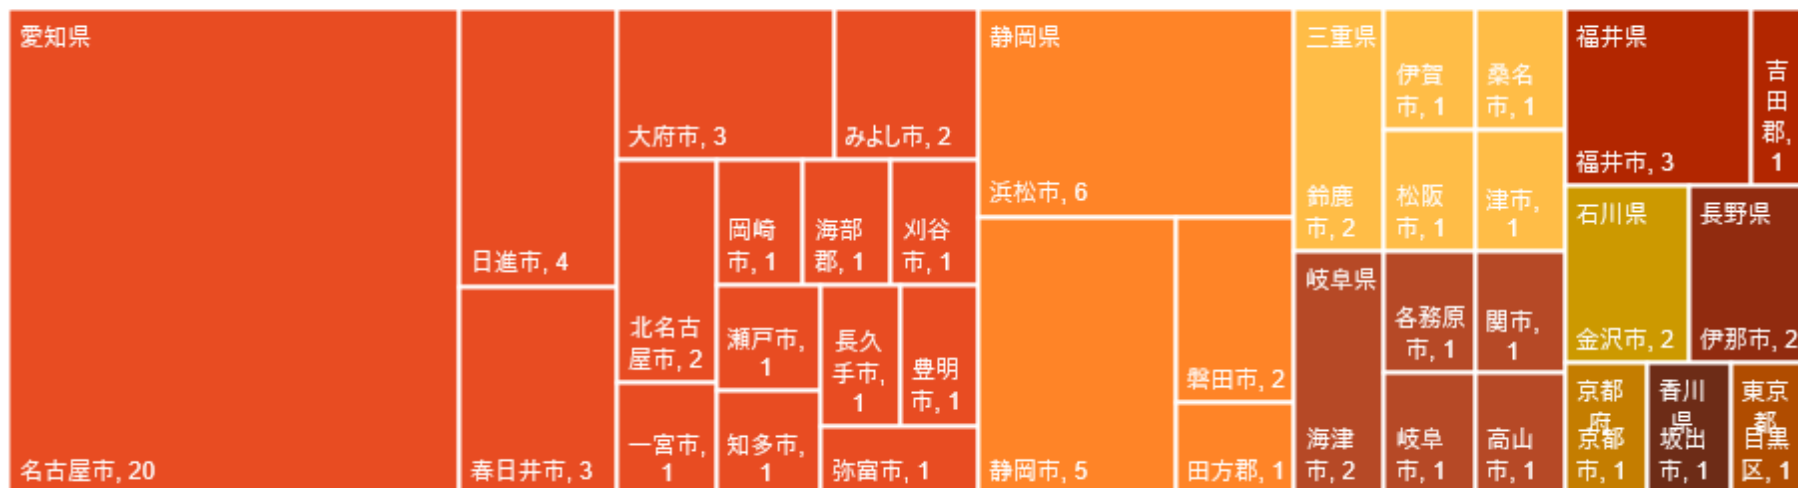 愛知県
名古屋市, 20
日進市, 4
春日井市, 3
大府市, 3
みよし市, 2
北名古
屋市, 2
一宮市,
1
岡崎
市, 1
海部
郡, 1
刈谷
市, 1
瀬戸市,
1
知多市,
1
長久
手市,
1
豊明
市, 1
弥富市, 1
静岡県
浜松市, 6
静岡市, 5
磐田市, 2
田方郡, 1
三重県
鈴鹿
市, 2
伊賀
市, 1
桑名
市, 1
松阪
市, 1
津市,
1
岐阜県
海津
市, 2
各務原
市, 1
関市,
1
岐阜
市, 1
高山
市, 1
福井県
福井市, 3
吉
田
郡,
1
石川県
金沢市, 2
長野県
伊那市, 2
京都
府
京都
市, 1
香川
県
坂出
市, 1
東京
都
目黒
区, 1